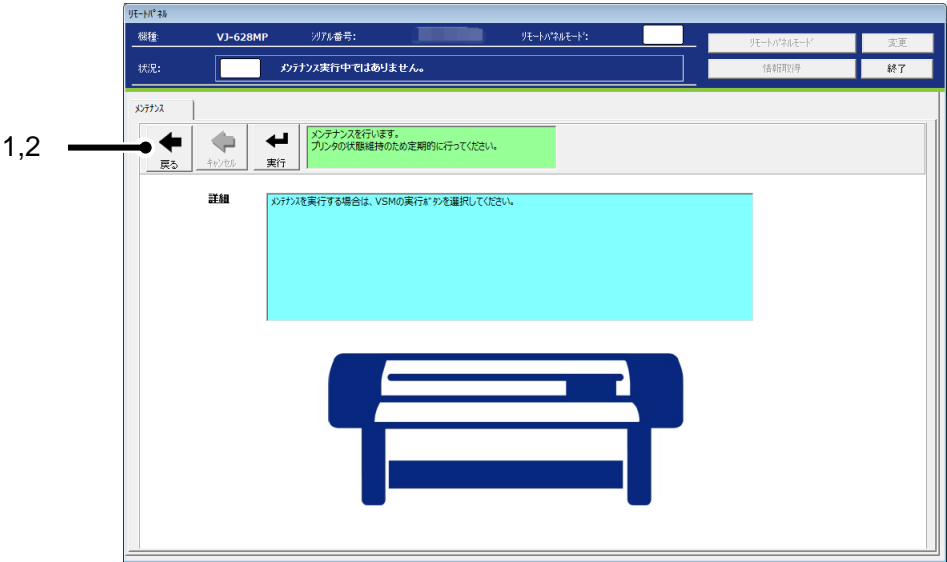 リモートパネル
機種: VJ-628MP シリアル番号: リモートパネルモード:
リモートパネルモード 変更
状況: メンテナンス実行中ではありません。
情報取得 終了
メンテナンス
1,2
戻る キャンセル 実行
メンテナンスを行います。
プリンタの状態維持のため定期的に行ってください。
詳細
メンテナンスを実行する場合は、VSMの実行ボタンを選択してください。